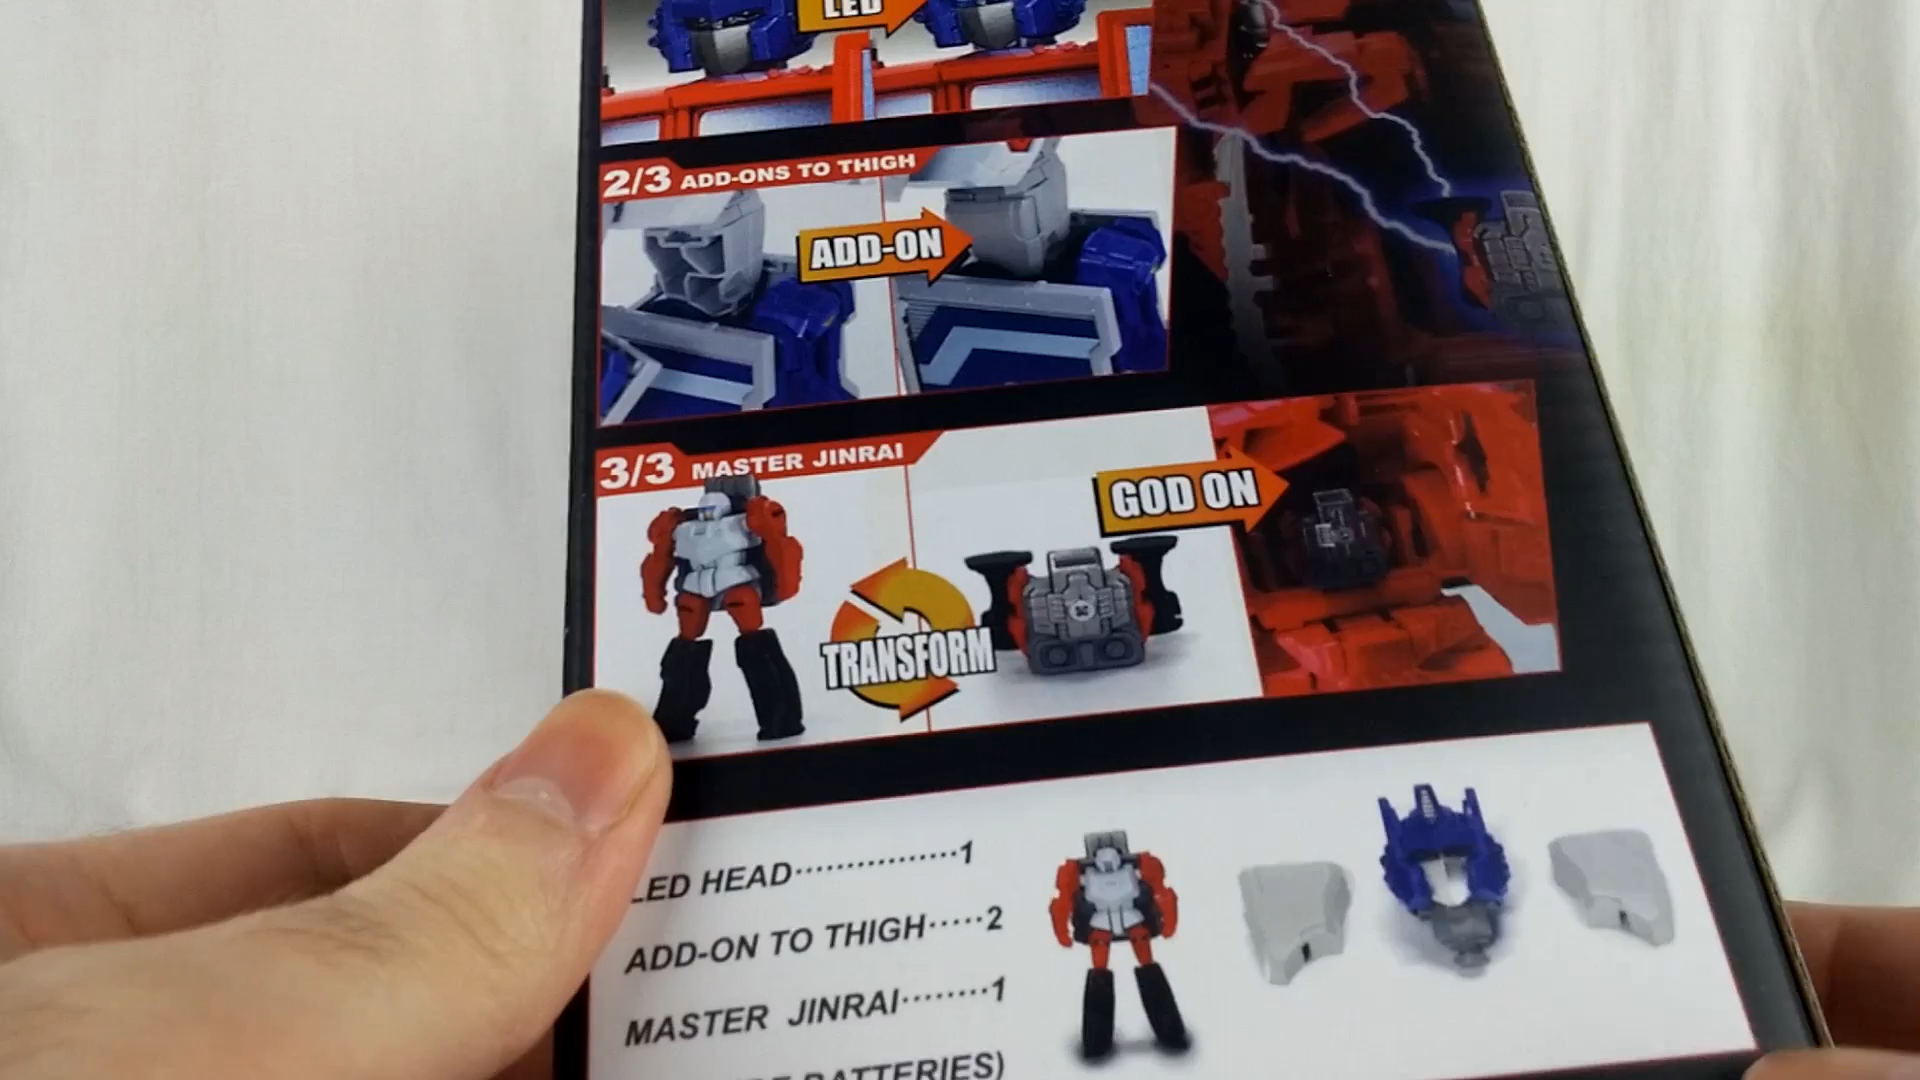 LED
2/3 ADD-ONS TO THIGH
ADD-ON
3/3 MASTER JINRAI
GOD ON
TRANSFORM
LED HEAD················1
ADD-ON TO THIGH·····2
MASTER JINRAI········1
BATTERIES)